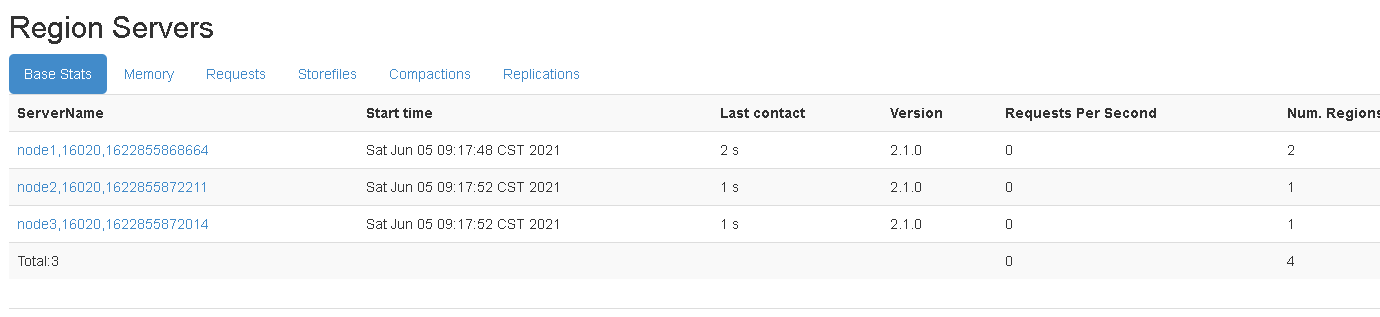 Region Servers
Base Stats Memory Requests Storefiles Compactions Replications
ServerName Start time Last contact Version Requests Per Second Num. Regions
node1,16020,1622855868664 Sat Jun 05 09:17:48 CST 2021 2 s 2.1.0 0 2
node2,16020,1622855872211 Sat Jun 05 09:17:52 CST 2021 1 s 2.1.0 0 1
node3,16020,1622855872014 Sat Jun 05 09:17:52 CST 2021 1 s 2.1.0 0 1
Total:3 0 4